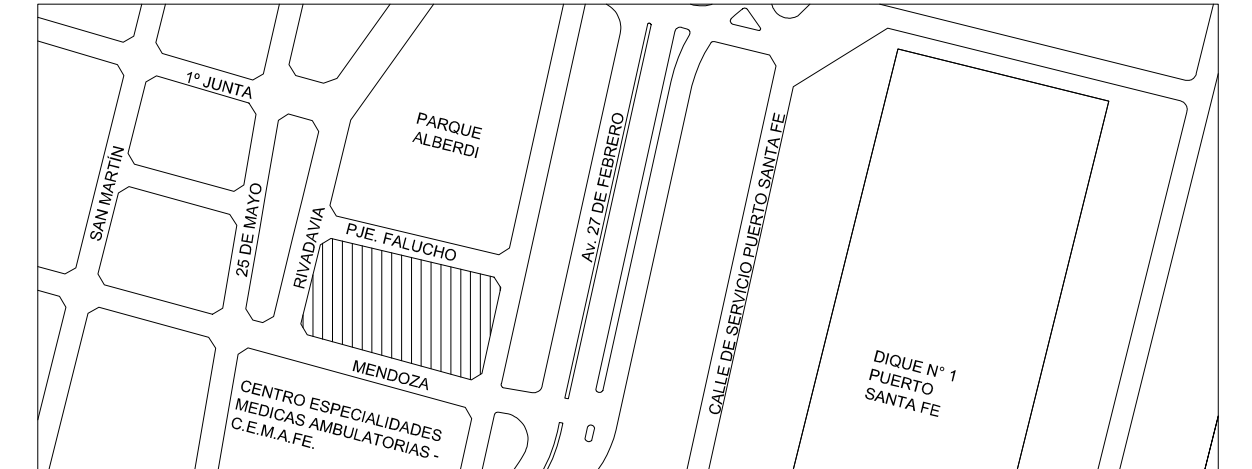 1º JUNTA
PARQUE
ALBERDI
SAN MARTÍN
25 DE MAYO
RIVADAVIA
PJE. FALUCHO
Av. 27 DE FEBRERO
CALLE DE SERVICIO PUERTO SANTA FE
MENDOZA
DIQUE N° 1
PUERTO
SANTA FE
CENTRO ESPECIALIDADES
MEDICAS AMBULATORIAS -
C.E.M.A.FE.